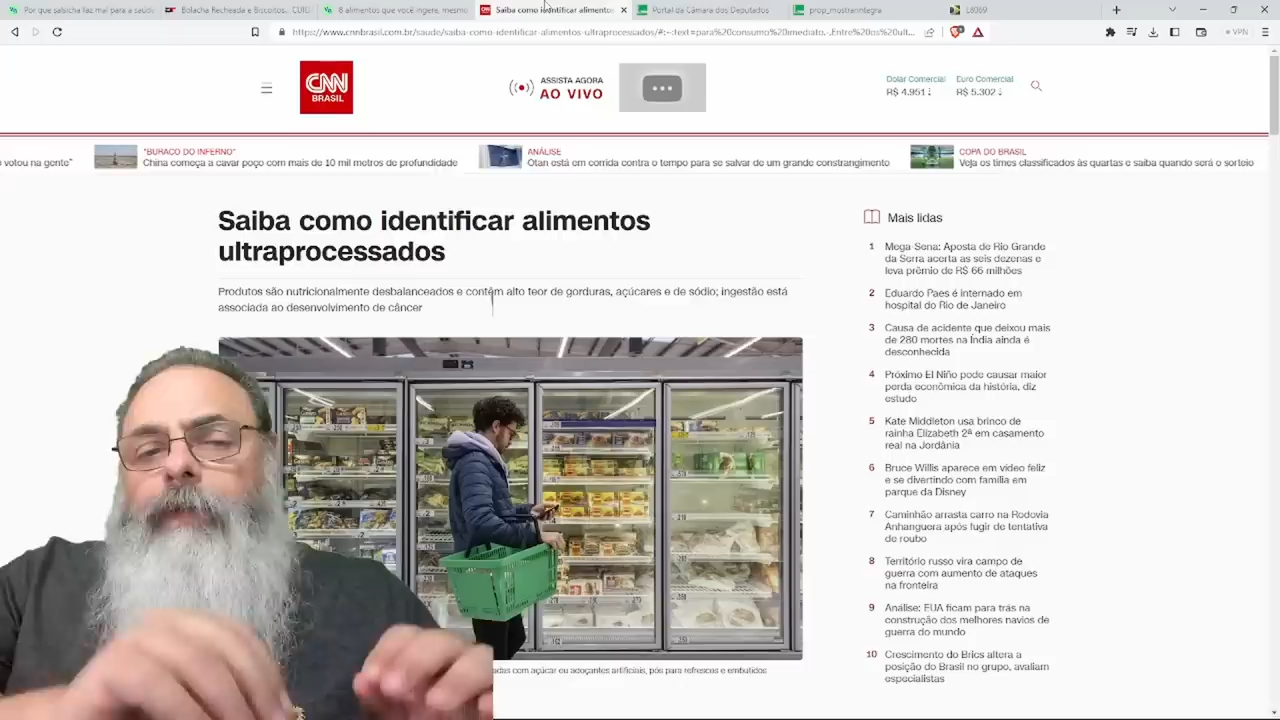 Por que salsicha faz mal para a saúde
Bolacha Recheada e Biscoitos.. CUID
8 alimentos que você ingere, mesmo
Saiba como identificar alimentos
Portal da Câmara dos Deputados
prop_mostrarintegra
L8069
https://www.cnnbrasil.com.br/saude/saiba-como-identificar-alimentos-ultraprocessados/#:~:text=para%20consumo%20imediato.-,Entre%20os%20ult...
VPN
CNN
BRASIL
ASSISTA AGORA
AO VIVO
Dólar Comercial
R$ 4.951↓
Euro Comercial
R$ 5.302↓
votou na gente"
"BURACO DO INFERNO"
China começa a cavar poço com mais de 10 mil metros de profundidade
ANÁLISE
Otan está em corrida contra o tempo para se salvar de um grande constrangimento
COPA DO BRASIL
Veja os times classificados às quartas e saiba quando será o sorteio
Saiba como identificar alimentos
ultraprocessados
Produtos são nutricionalmente desbalanceados e contêm alto teor de gorduras, açúcares e de sódio; ingestão está
associada ao desenvolvimento de câncer
adas com açúcar ou adoçantes artificiais, pós para refrescos e embutidos
Mais lidas
1 Mega-Sena: Aposta de Rio Grande
da Serra acerta as seis dezenas e
leva prêmio de R$ 66 milhões
2 Eduardo Paes é internado em
hospital do Rio de Janeiro
3 Causa de acidente que deixou mais
de 280 mortes na Índia ainda é
desconhecida
4 Próximo El Niño pode causar maior
perda econômica da história, diz
estudo
5 Kate Middleton usa brinco de
rainha Elizabeth 2ª em casamento
real na Jordânia
6 Bruce Willis aparece em vídeo feliz
e se divertindo com família em
parque da Disney
7 Caminhão arrasta carro na Rodovia
Anhanguera após fugir de tentativa
de roubo
8 Território russo vira campo de
guerra com aumento de ataques
na fronteira
9 Análise: EUA ficam para trás na
construção dos melhores navios de
guerra do mundo
10 Crescimento do Brics altera a
posição do Brasil no grupo, avaliam
especialistas